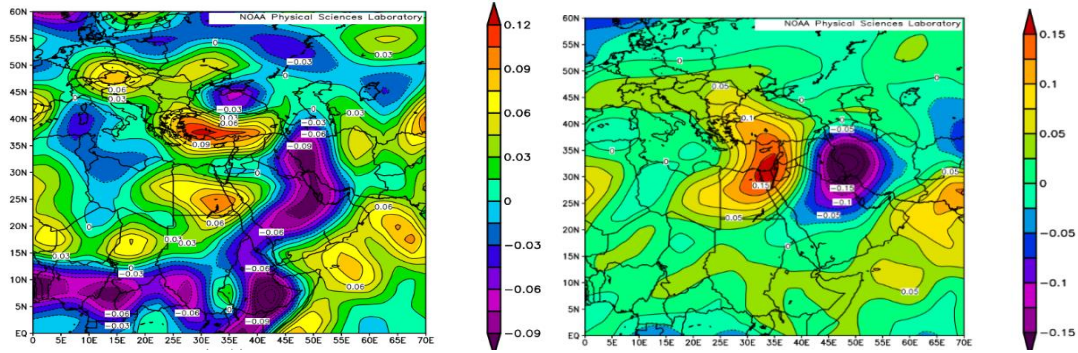 NOAA Physical Sciences Laboratory
60N
55N
50N
45N
40N
35N
30N
25N
20N
15N
10N
5N
EQ
0
5E
10E
15E
20E
25E
30E
35E
40E
45E
50E
55E
60E
65E
70E
0.12
0.09
0.06
0.03
0
−0.03
−0.06
−0.09
NOAA Physical Sciences Laboratory
60N
55N
50N
45N
40N
35N
30N
25N
20N
15N
10N
5N
EQ
0
5E
10E
15E
20E
25E
30E
35E
40E
45E
50E
55E
60E
65E
70E
0.15
0.1
0.05
0
−0.05
−0.1
−0.15